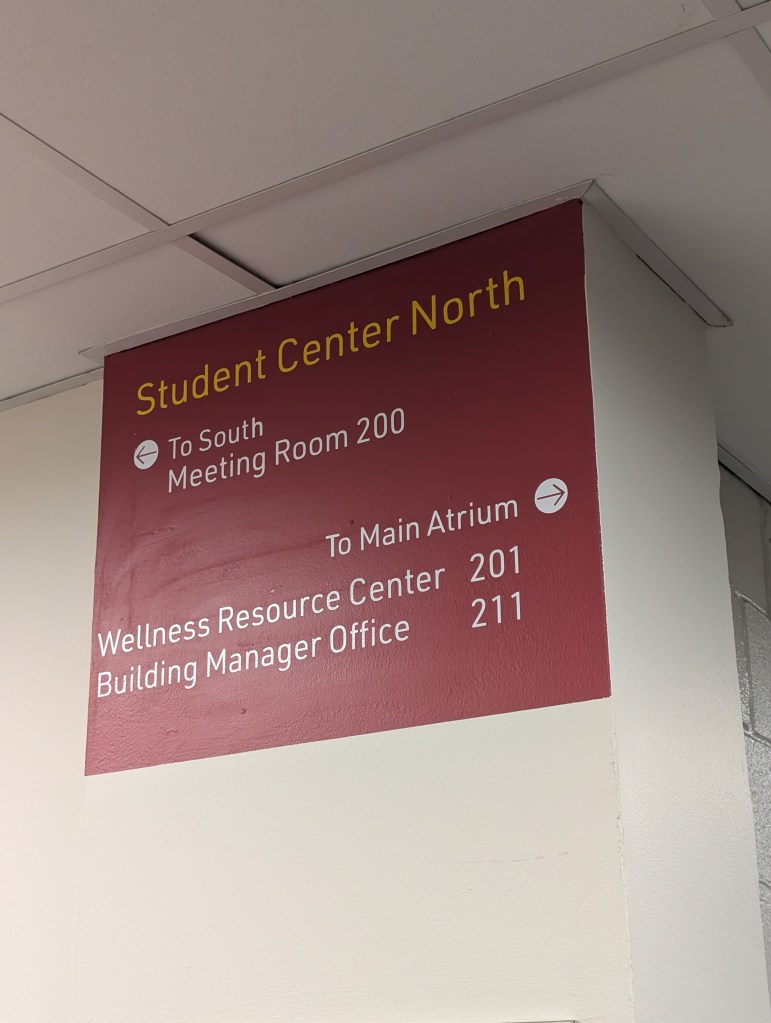 Student Center North
To South
Meeting Room 200
To Main Atrium
Wellness Resource Center 201
Building Manager Office 211